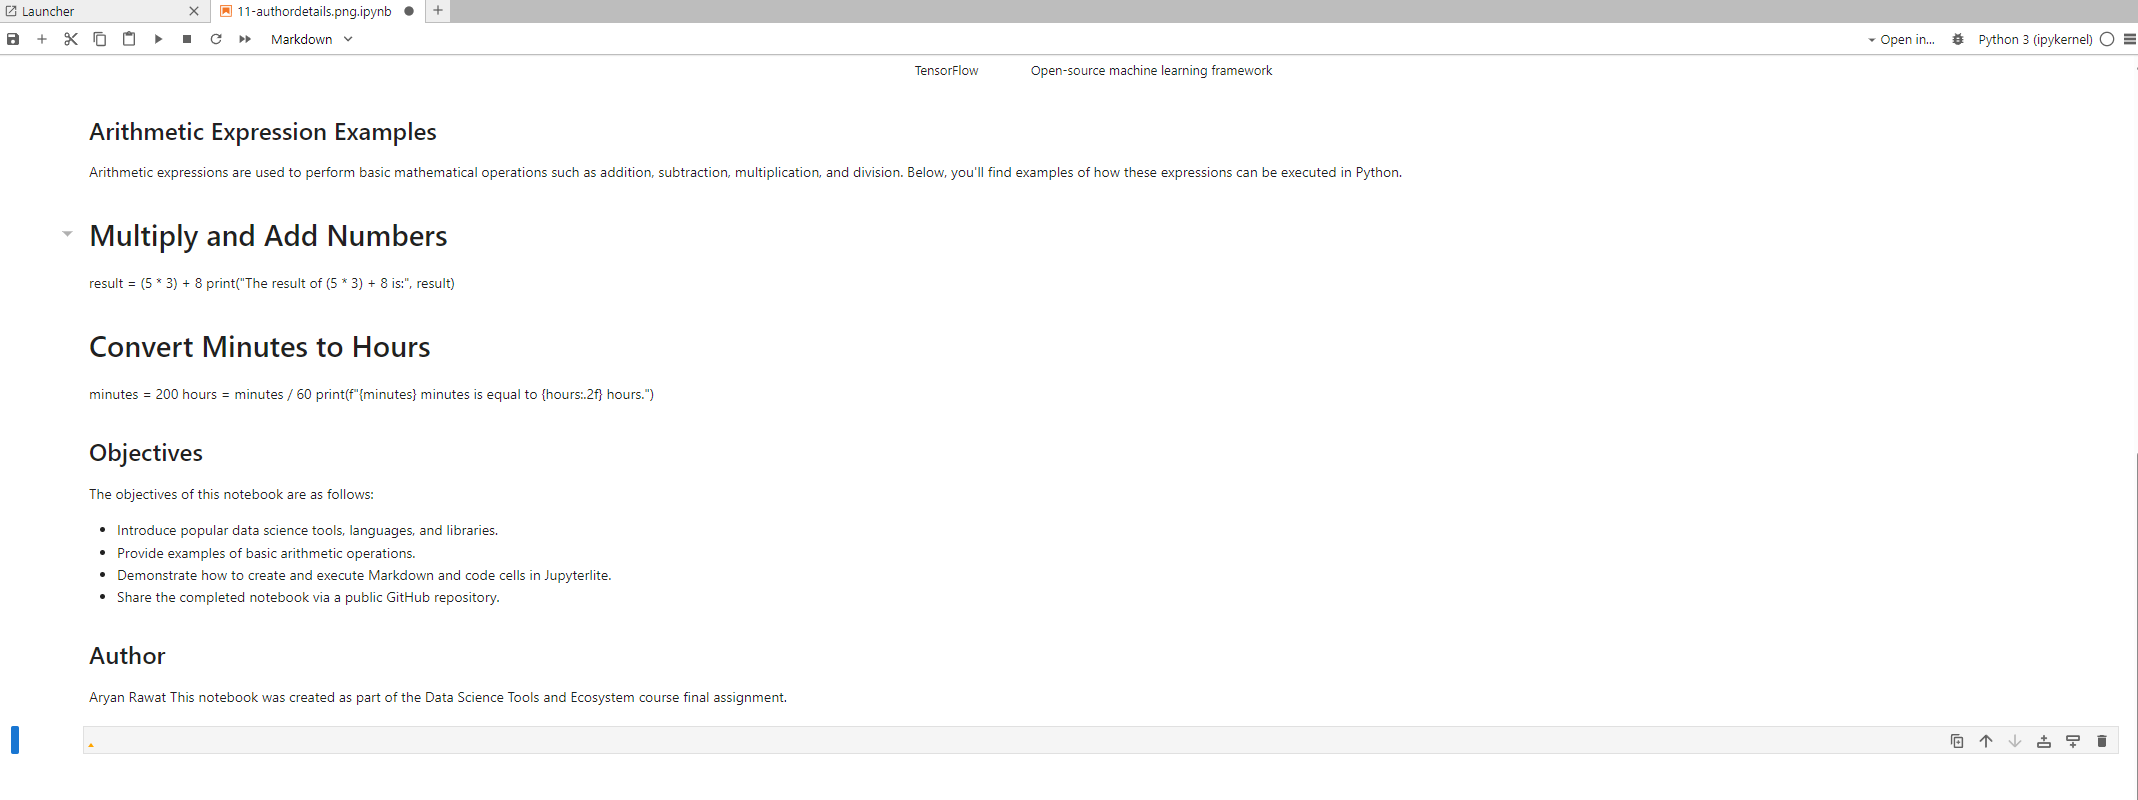 Launcher
11-authordetails.png.ipynb
Markdown
Open in...
Python 3 (ipykernel)
TensorFlow Open-source machine learning framework
Arithmetic Expression Examples
Arithmetic expressions are used to perform basic mathematical operations such as addition, subtraction, multiplication, and division. Below, you'll find examples of how these expressions can be executed in Python.
Multiply and Add Numbers
result = (5 * 3) + 8 print("The result of (5 * 3) + 8 is:", result)
Convert Minutes to Hours
minutes = 200 hours = minutes / 60 print(f"{minutes} minutes is equal to {hours:.2f} hours.")
Objectives
The objectives of this notebook are as follows:
• Introduce popular data science tools, languages, and libraries.
• Provide examples of basic arithmetic operations.
• Demonstrate how to create and execute Markdown and code cells in Jupyterlite.
• Share the completed notebook via a public GitHub repository.
Author
Aryan Rawat This notebook was created as part of the Data Science Tools and Ecosystem course final assignment.